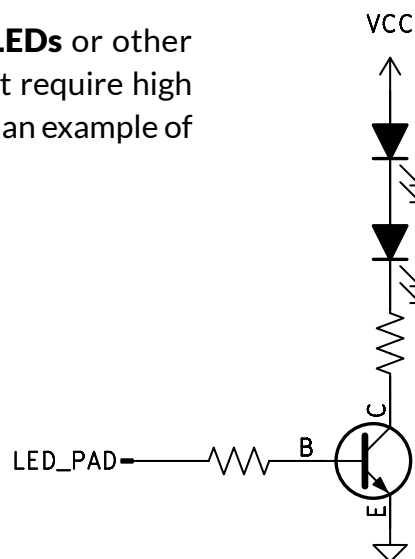 VCC
LEDs or other
t require high
an example of
C
B
LED_PAD
E